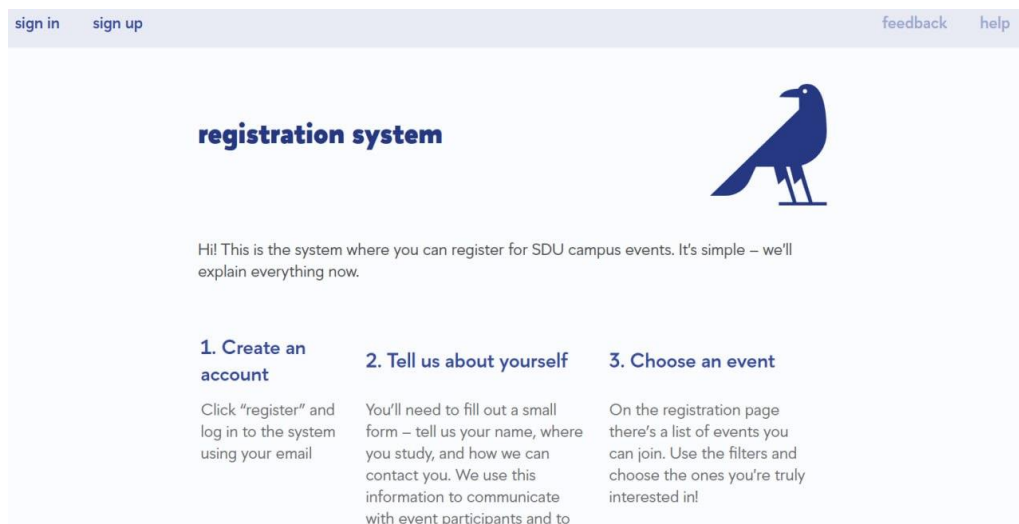 sign in sign up feedback help
registration system
Hi! This is the system where you can register for SDU campus events. It's simple – we'll
explain everything now.
1. Create an
account
Click "register" and
log in to the system
using your email
2. Tell us about yourself
You'll need to fill out a small
form – tell us your name, where
you study, and how we can
contact you. We use this
information to communicate
with event participants and to
3. Choose an event
On the registration page
there's a list of events you
can join. Use the filters and
choose the ones you're truly
interested in!